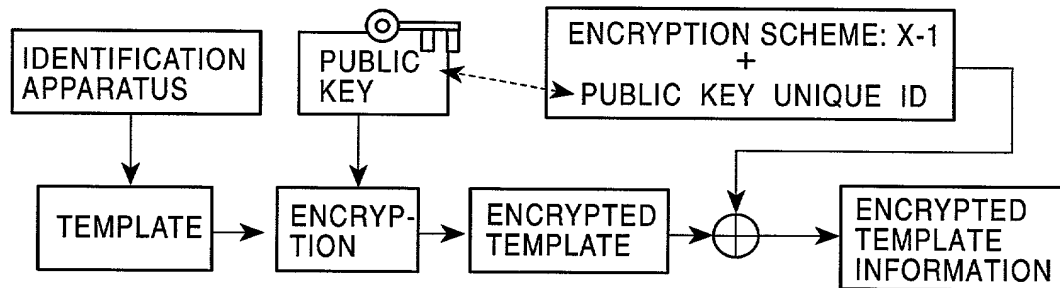 IDENTIFICATION
APPARATUS
PUBLIC
KEY
ENCRYPTION SCHEME: X-1
+
PUBLIC KEY UNIQUE ID
TEMPLATE
ENCRYP-
TION
ENCRYPTED
TEMPLATE
ENCRYPTED
TEMPLATE
INFORMATION